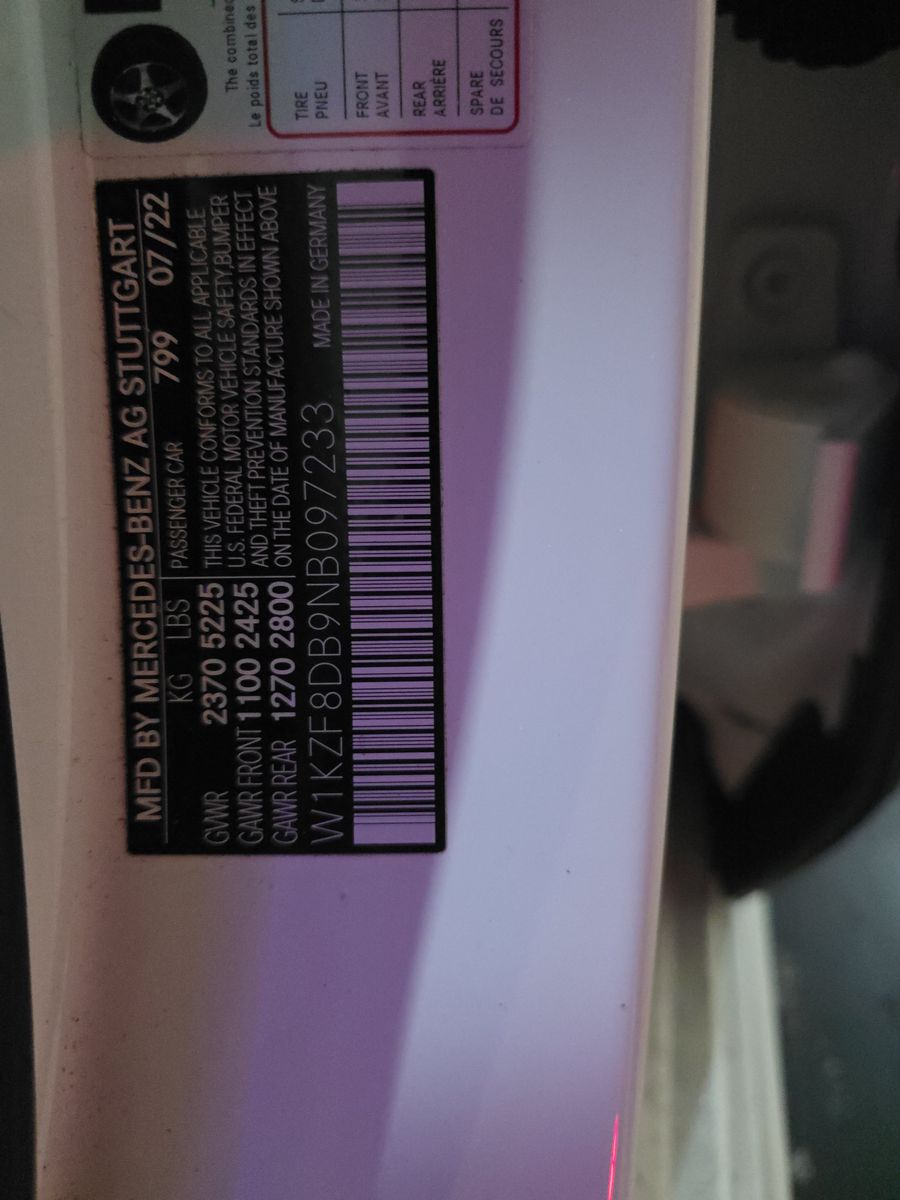 MFD BY MERCEDES-BENZ AG STUTTGART
KG LBS PASSENGER CAR 799 07/22
GVWR 2370 5225 THIS VEHICLE CONFORMS TO ALL APPLICABLE
U.S. FEDERAL MOTOR VEHICLE SAFETY,BUMPER
GAWR FRONT 1100 2425 AND THEFT PREVENTION STANDARDS IN EFFECT
GAWR REAR 1270 2800 ON THE DATE OF MANUFACTURE SHOWN ABOVE
W1KZF8DB9NB097233 MADE IN GERMANY
The combined
Le poids total des
TIRE
PNEU
FRONT
AVANT
REAR
ARRIÈRE
SPARE
DE SECOURS